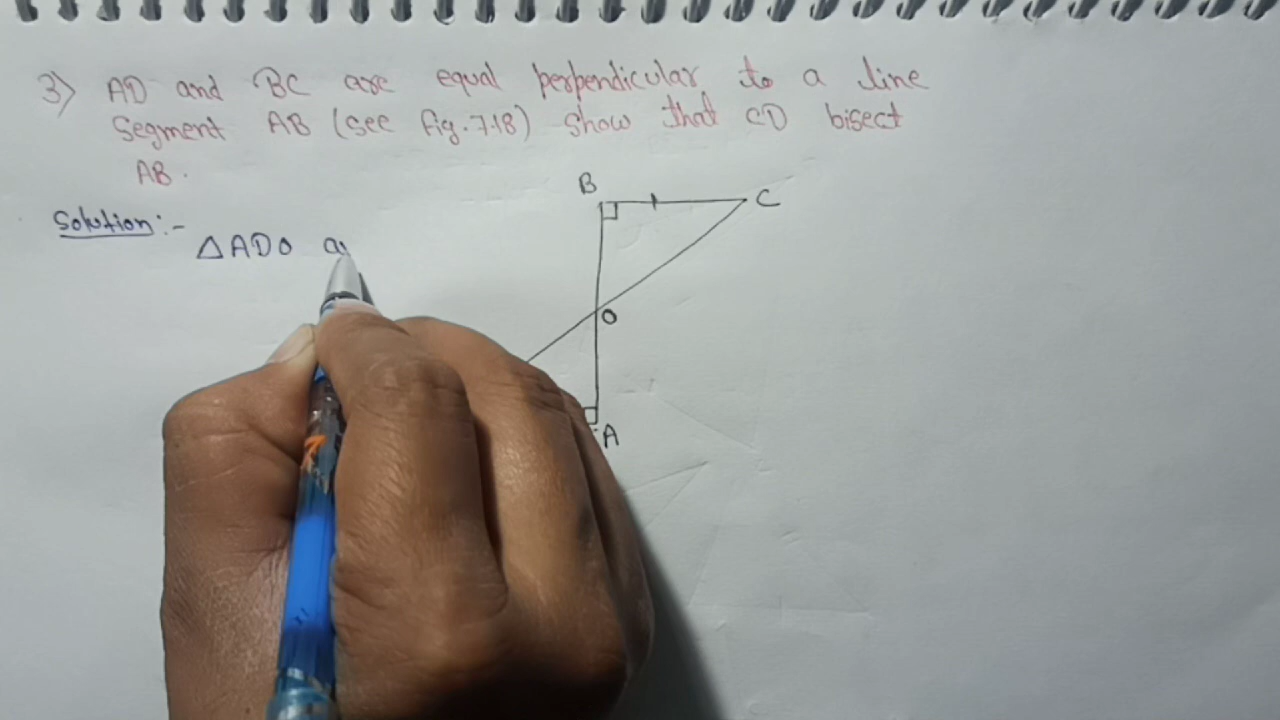 3) AD and BC are equal perpendicular to a line
Segment AB (see fig. 7.18) show that CD bisect
AB.
Solution:-
△ADO
B
C
O
A